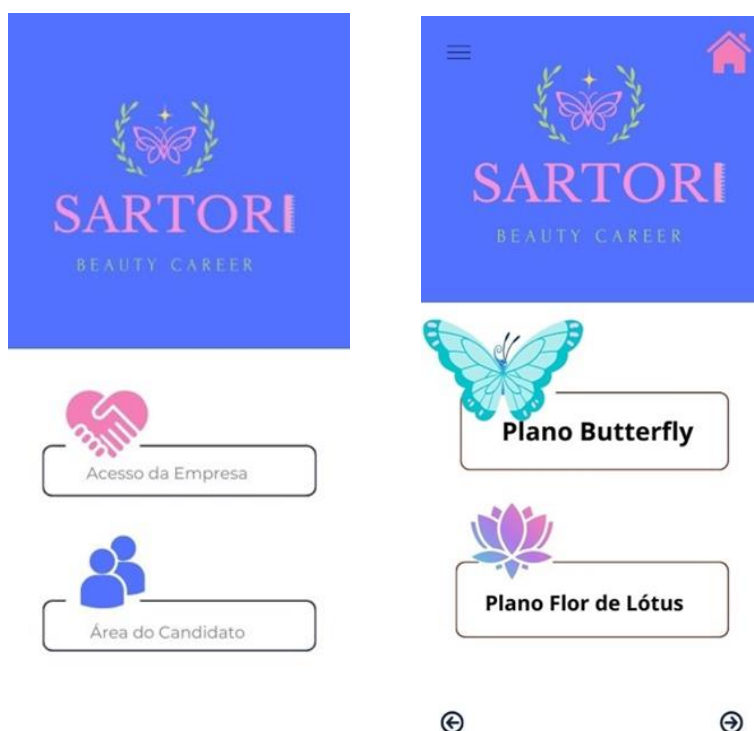 SARTORI
BEAUTY CAREER
Acesso da Empresa
Área do Candidato
SARTORI
BEAUTY CAREER
Plano Butterfly
Plano Flor de Lótus